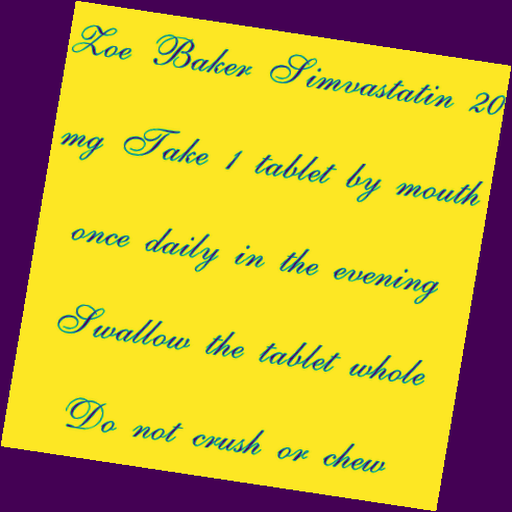 Zoe Baker Simvastatin 20
mg Take 1 tablet by mouth
once daily in the evening
Swallow the tablet whole
Do not crush or chew